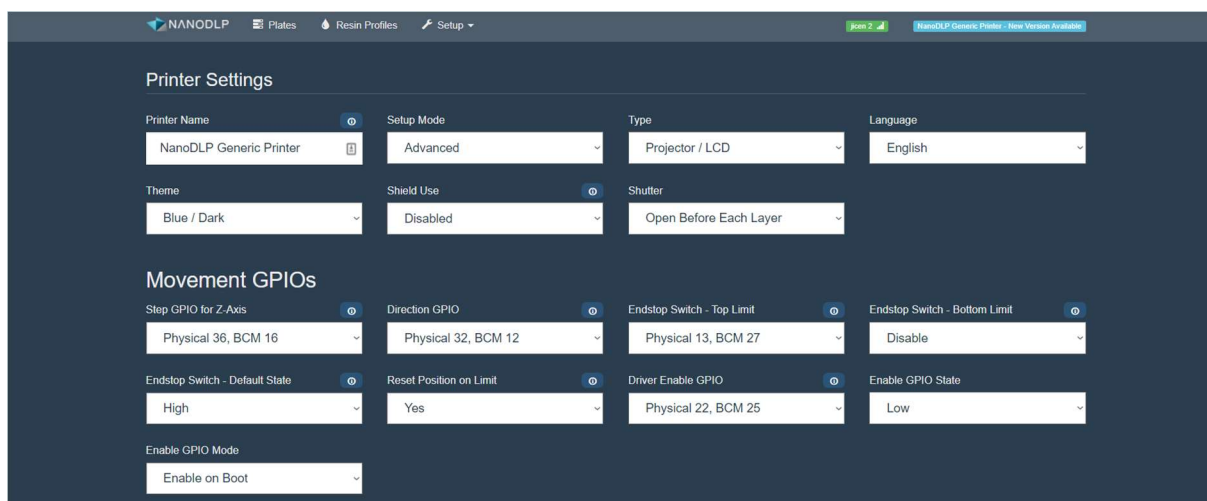 NANODLP Plates Resin Profiles Setup jicen 2 NanoDLP Generic Printer - New Version Available
Printer Settings
Printer Name Setup Mode Type Language
NanoDLP Generic Printer Advanced Projector / LCD English
Theme Shield Use Shutter
Blue / Dark Disabled Open Before Each Layer
Movement GPIOs
Step GPIO for Z-Axis Direction GPIO Endstop Switch - Top Limit Endstop Switch - Bottom Limit
Physical 36, BCM 16 Physical 32, BCM 12 Physical 13, BCM 27 Disable
Endstop Switch - Default State Reset Position on Limit Driver Enable GPIO Enable GPIO State
High Yes Physical 22, BCM 25 Low
Enable GPIO Mode
Enable on Boot